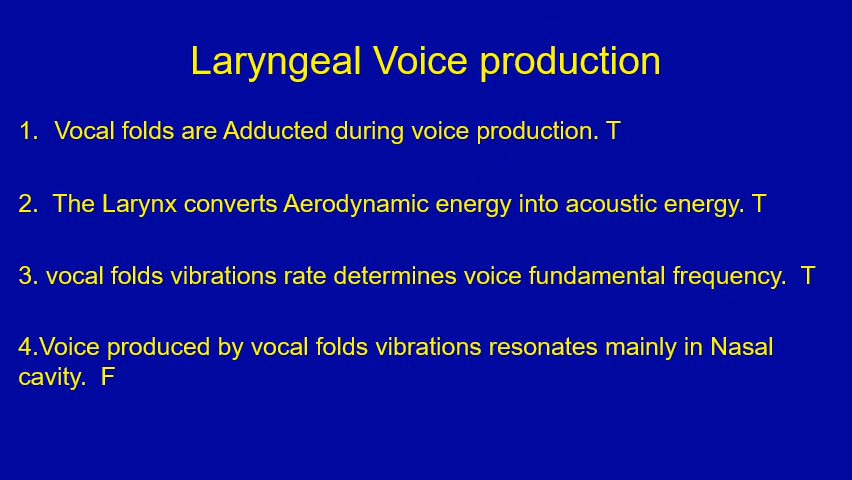 Laryngeal Voice production
1. Vocal folds are Adducted during voice production. T
2. The Larynx converts Aerodynamic energy into acoustic energy. T
3. vocal folds vibrations rate determines voice fundamental frequency. T
4.Voice produced by vocal folds vibrations resonates mainly in Nasal
cavity. F